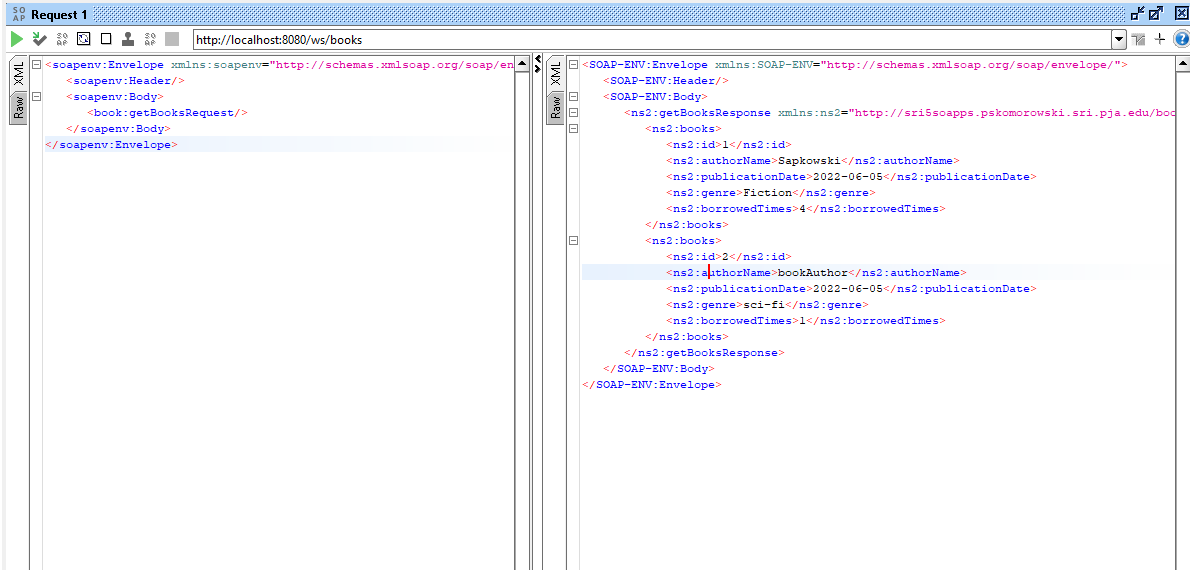 SO AP Request 1
SO AP SO AP http://localhost:8080/ws/books ?
XML
Raw
<soapenv:Envelope xmlns:soapenv="http://schemas.xmlsoap.org/soap/en
<soapenv:Header/>
<soapenv:Body>
<book:getBooksRequest/>
</soapenv:Body>
</soapenv:Envelope>
XML
Raw
<SOAP-ENV:Envelope xmlns:SOAP-ENV="http://schemas.xmlsoap.org/soap/envelope/">
<SOAP-ENV:Header/>
<SOAP-ENV:Body>
<ns2:getBooksResponse xmlns:ns2="http://sri5soapps.pskomorowski.sri.pja.edu/boo
<ns2:books>
<ns2:id>1</ns2:id>
<ns2:authorName>Sapkowski</ns2:authorName>
<ns2:publicationDate>2022-06-05</ns2:publicationDate>
<ns2:genre>Fiction</ns2:genre>
<ns2:borrowedTimes>4</ns2:borrowedTimes>
</ns2:books>
<ns2:books>
<ns2:id>2</ns2:id>
<ns2:authorName>bookAuthor</ns2:authorName>
<ns2:publicationDate>2022-06-05</ns2:publicationDate>
<ns2:genre>sci-fi</ns2:genre>
<ns2:borrowedTimes>1</ns2:borrowedTimes>
</ns2:books>
</ns2:getBooksResponse>
</SOAP-ENV:Body>
</SOAP-ENV:Envelope>